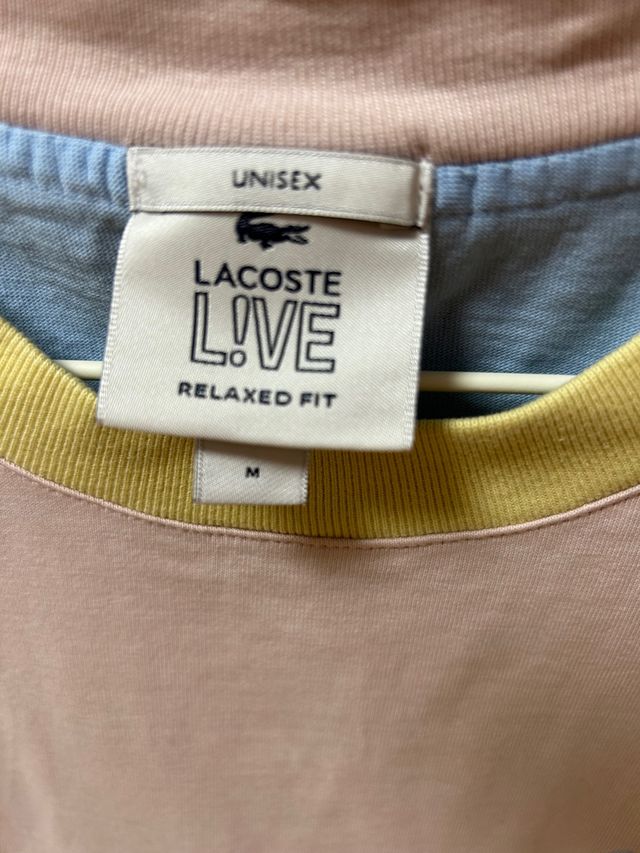 UNISEX
LACOSTE
L!VE
RELAXED FIT
M